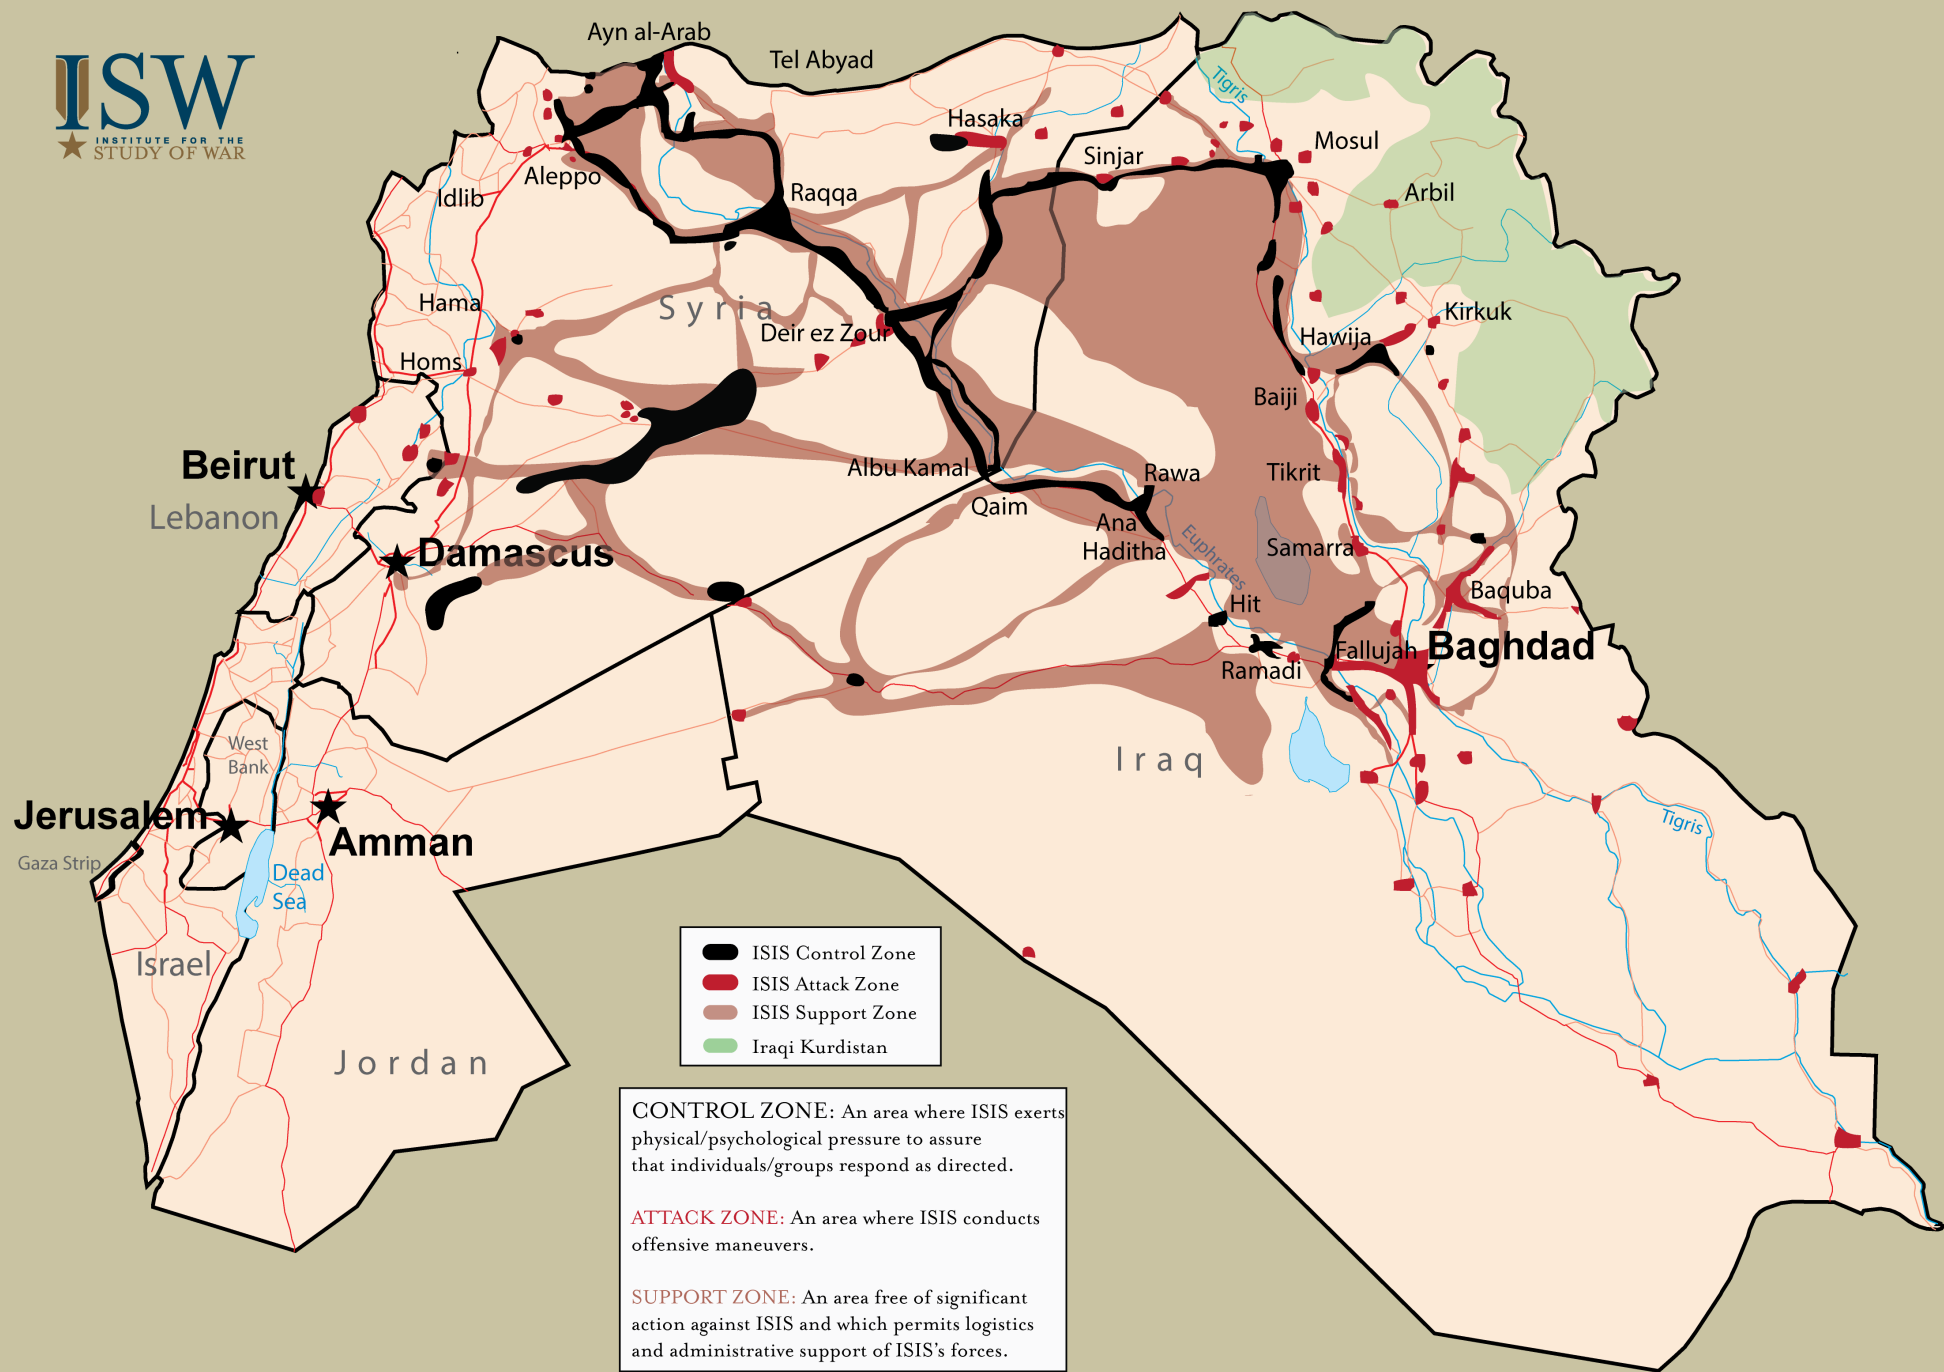 ISW
INSTITUTE FOR THE
STUDY OF WAR
Ayn al-Arab
Tel Abyad
Tigris
Hasaka
Mosul
Sinjar
Aleppo
Idlib
Raqqa
Arbil
Hama
Syria
Deir ez Zour
Kirkuk
Hawija
Homs
Baiji
Beirut
Albu Kamal
Rawa
Tikrit
Lebanon
Qaim
Ana
Haditha
Euphrates
Samarra
Damascus
Hit
Baquba
Fallujah
Baghdad
Ramadi
West
Bank
Iraq
Jerusalem
Amman
Tigris
Gaza Strip
Dead
Sea
Israel
Jordan
ISIS Control Zone
ISIS Attack Zone
ISIS Support Zone
Iraqi Kurdistan
CONTROL ZONE: An area where ISIS exerts
physical/psychological pressure to assure
that individuals/groups respond as directed.
ATTACK ZONE: An area where ISIS conducts
offensive maneuvers.
SUPPORT ZONE: An area free of significant
action against ISIS and which permits logistics
and administrative support of ISIS's forces.